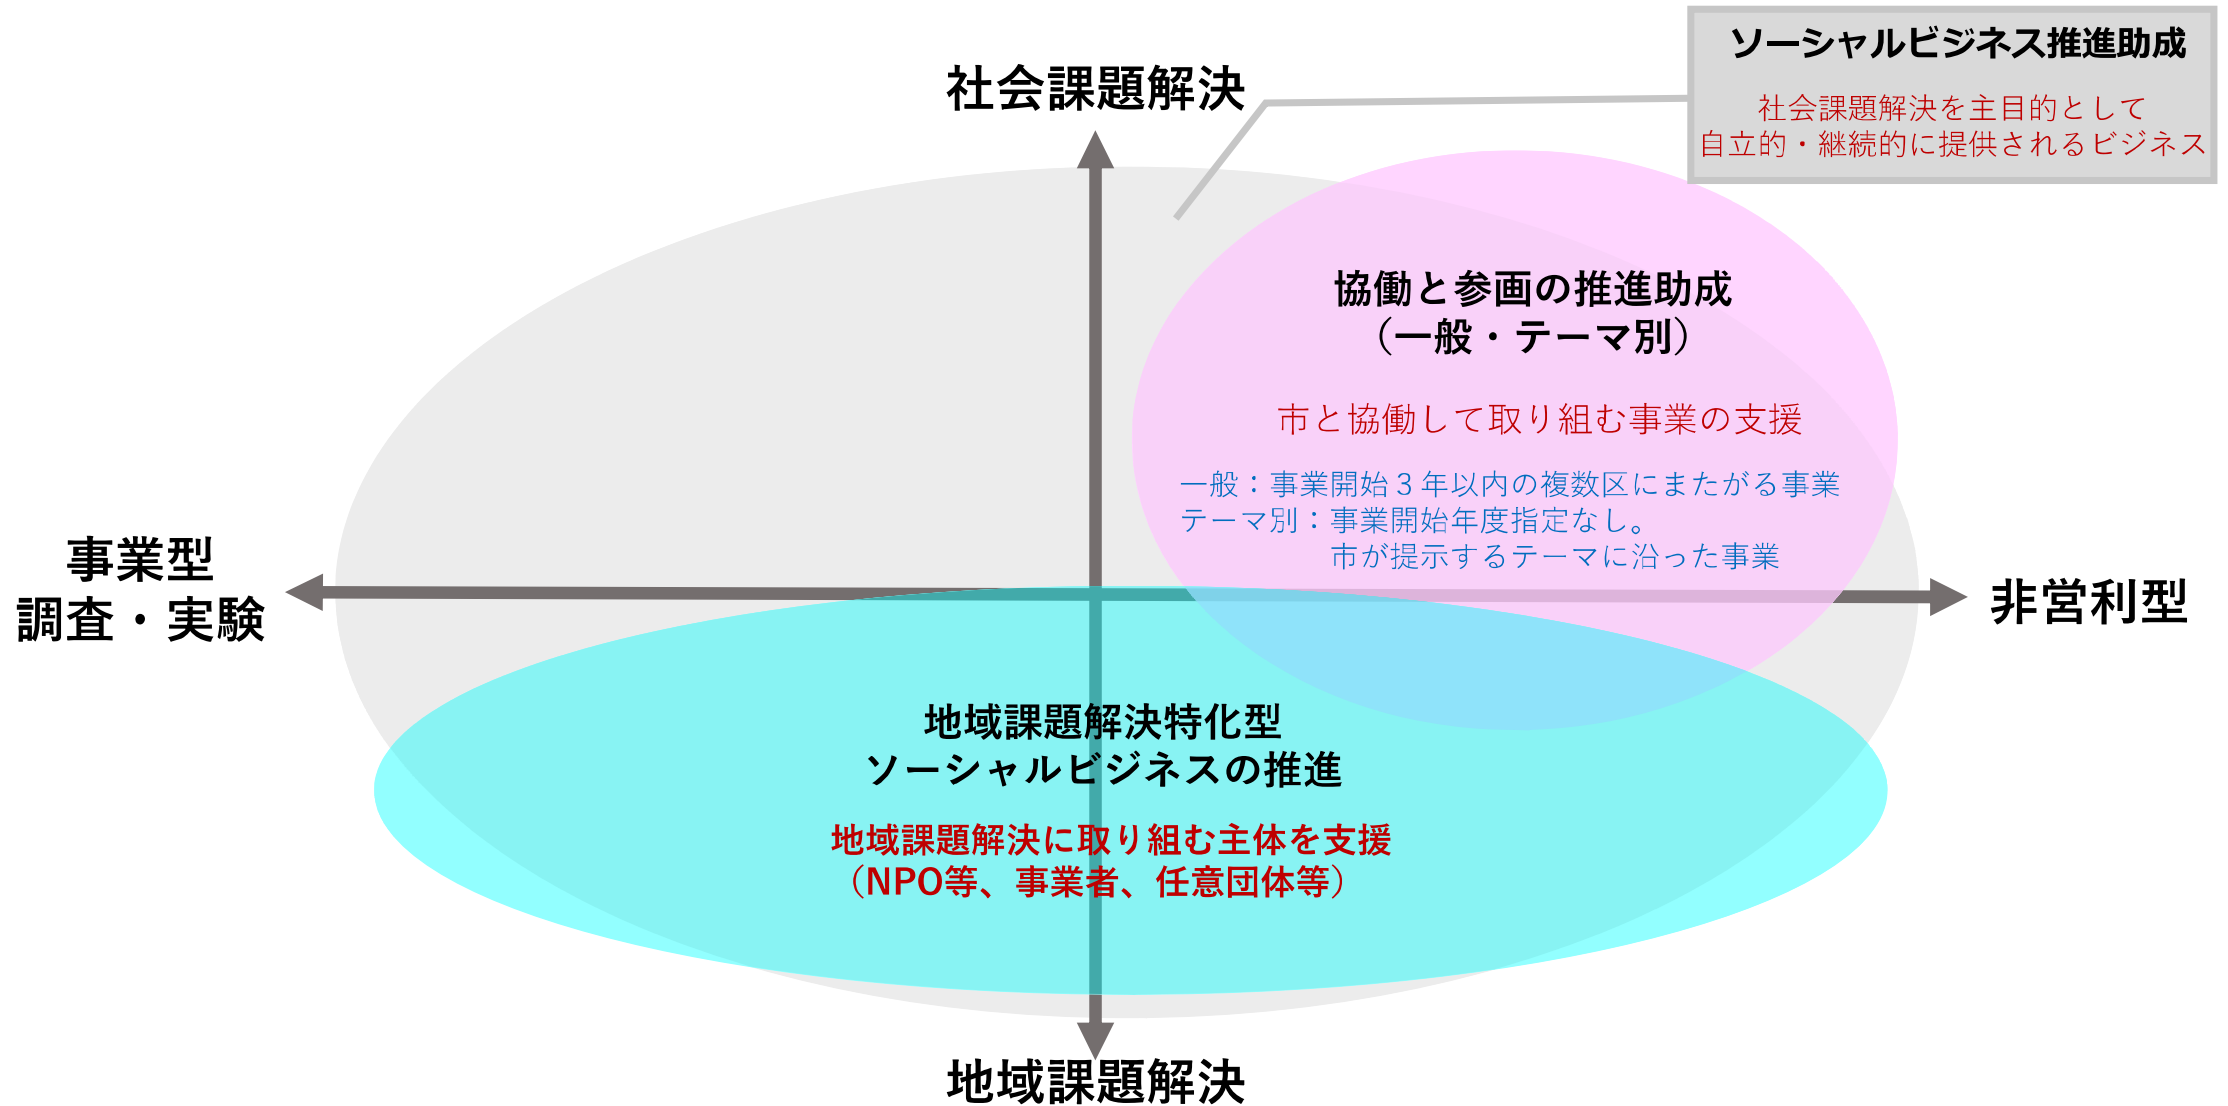 ソーシャルビジネス推進助成
社会課題解決を主目的として
自立的・継続的に提供されるビジネス
社会課題解決
協働と参画の推進助成
（一般・テーマ別）
市と協働して取り組む事業の支援
一般：事業開始３年以内の複数区にまたがる事業
テーマ別：事業開始年度指定なし。
市が提示するテーマに沿った事業
事業型
調査・実験
非営利型
地域課題解決特化型
ソーシャルビジネスの推進
地域課題解決に取り組む主体を支援
（NPO等、事業者、任意団体等）
地域課題解決